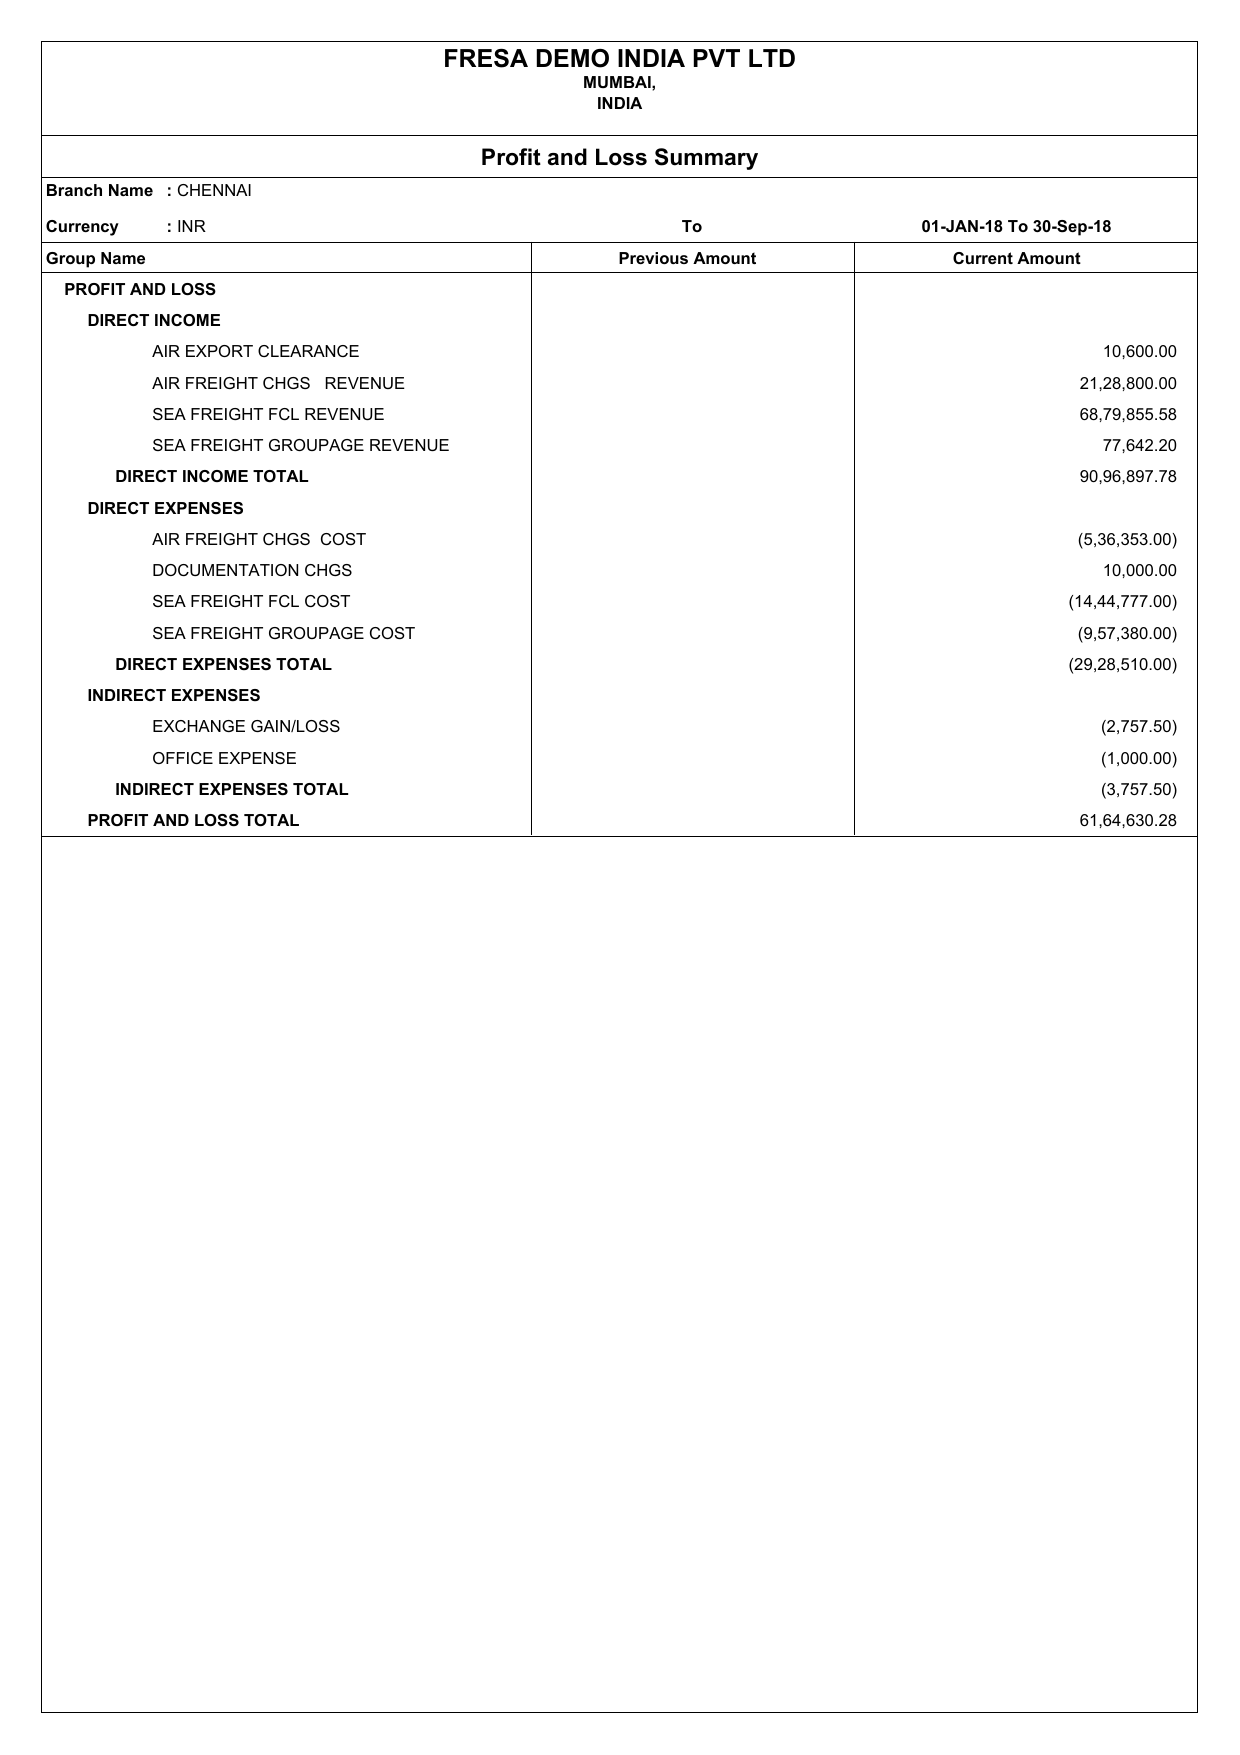 FRESA DEMO INDIA PVT LTD
MUMBAI,
INDIA
Profit and Loss Summary
Branch Name : CHENNAI
Currency : INR To 01-JAN-18 To 30-Sep-18
Group Name Previous Amount Current Amount
PROFIT AND LOSS
DIRECT INCOME
AIR EXPORT CLEARANCE 10,600.00
AIR FREIGHT CHGS REVENUE 21,28,800.00
SEA FREIGHT FCL REVENUE 68,79,855.58
SEA FREIGHT GROUPAGE REVENUE 77,642.20
DIRECT INCOME TOTAL 90,96,897.78
DIRECT EXPENSES
AIR FREIGHT CHGS COST (5,36,353.00)
DOCUMENTATION CHGS 10,000.00
SEA FREIGHT FCL COST (14,44,777.00)
SEA FREIGHT GROUPAGE COST (9,57,380.00)
DIRECT EXPENSES TOTAL (29,28,510.00)
INDIRECT EXPENSES
EXCHANGE GAIN/LOSS (2,757.50)
OFFICE EXPENSE (1,000.00)
INDIRECT EXPENSES TOTAL (3,757.50)
PROFIT AND LOSS TOTAL 61,64,630.28